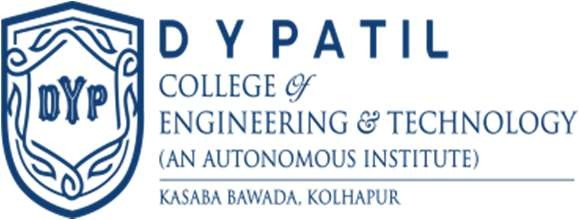 DYP
D Y PATIL
COLLEGE Of
ENGINEERING & TECHNOLOGY
(AN AUTONOMOUS INSTITUTE)
KASABA BAWADA, KOLHAPUR